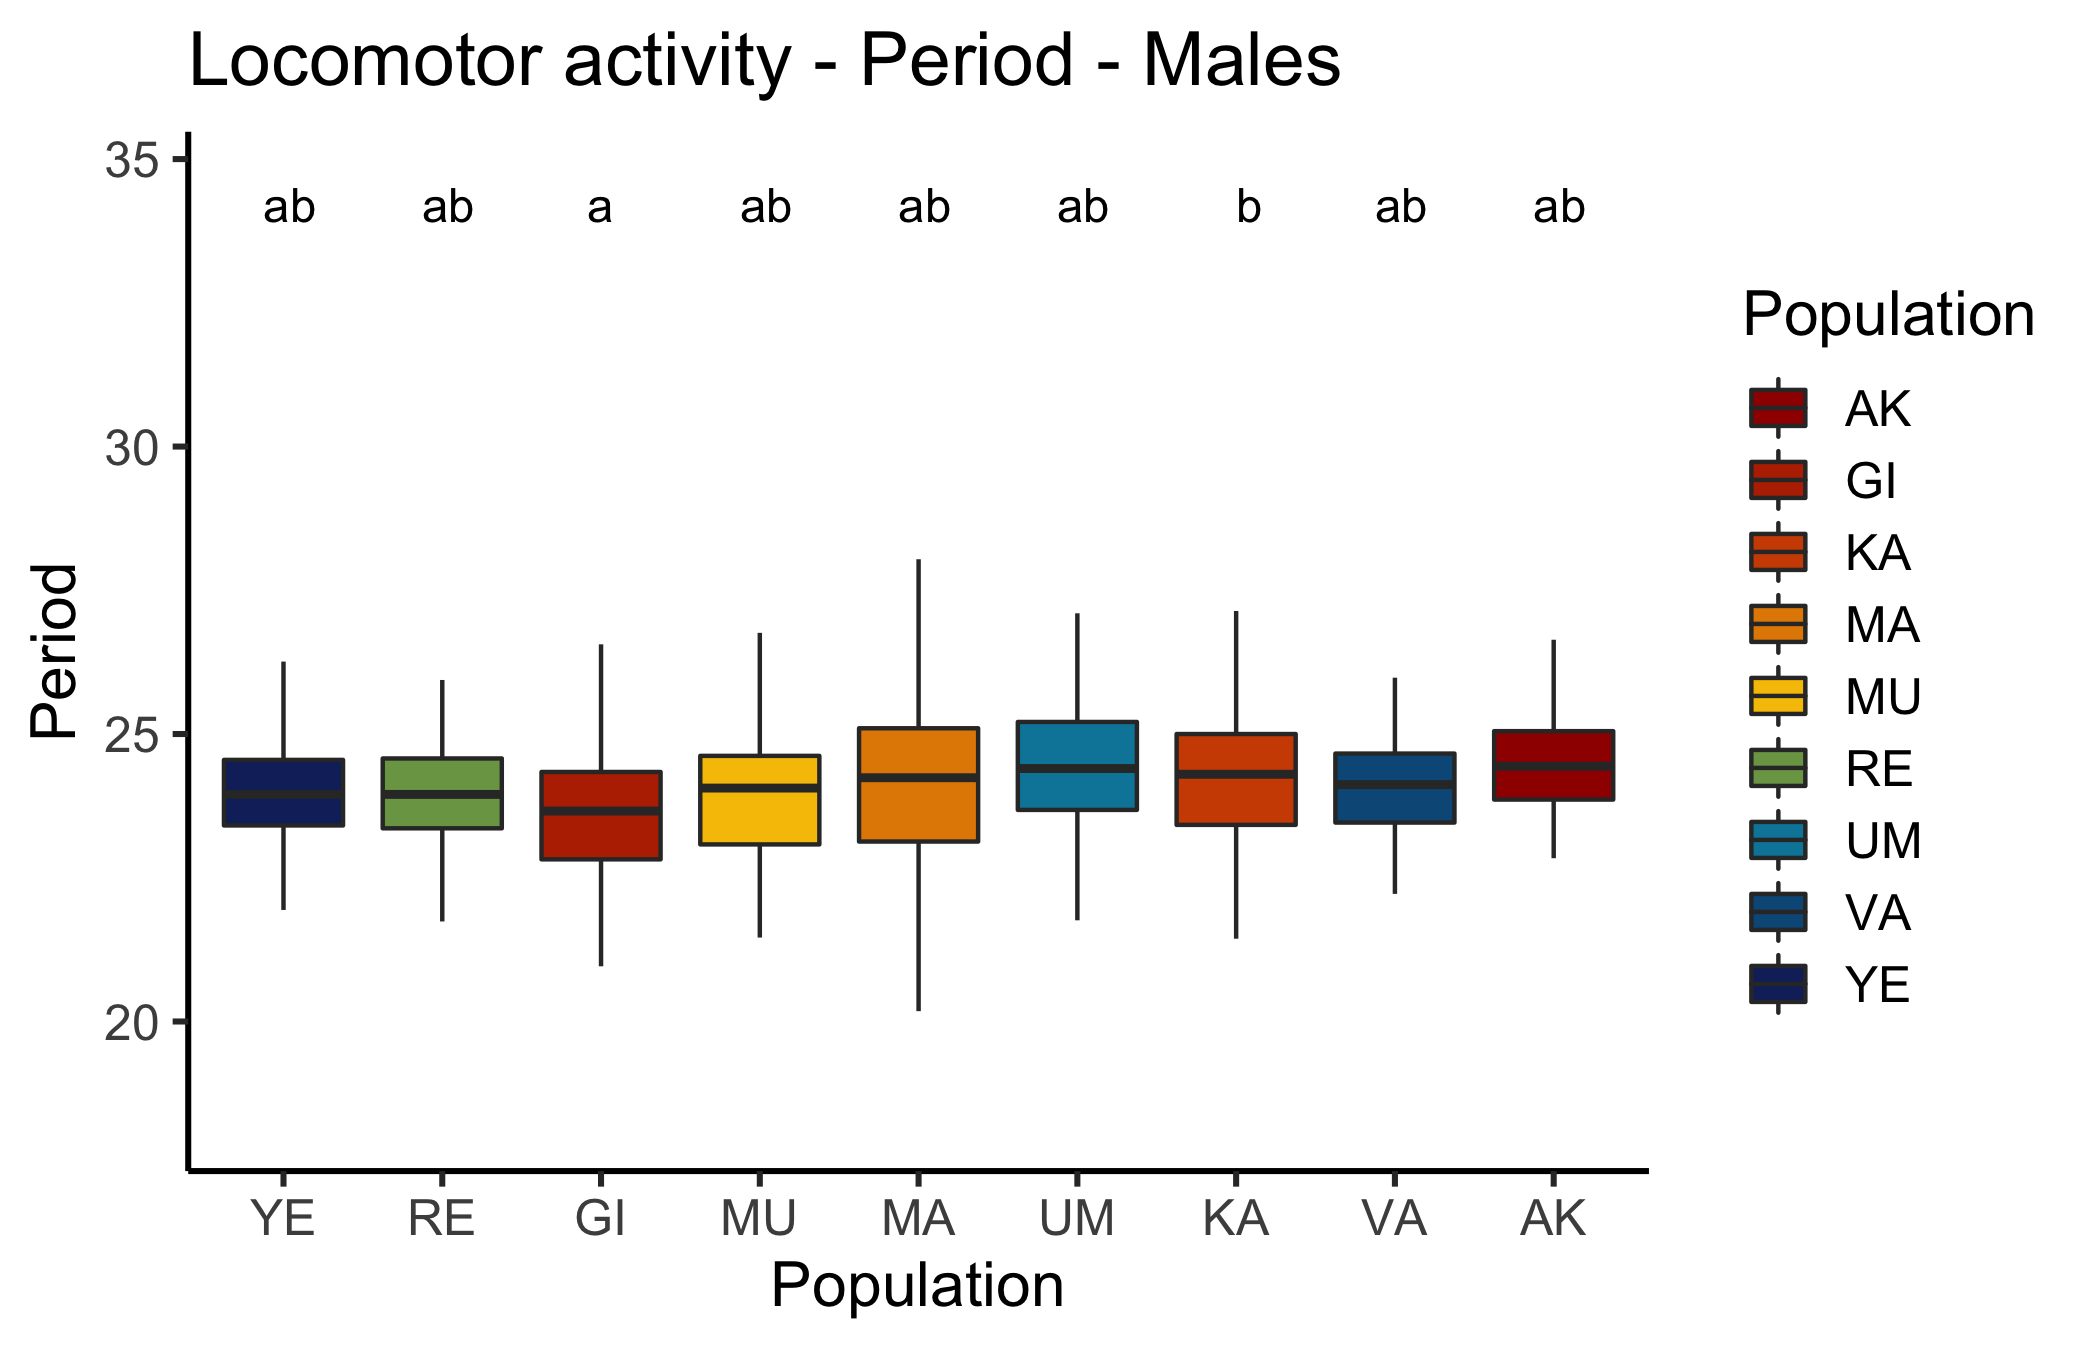 Locomotor activity - Period - Males
35
ab ab a ab ab ab b ab ab
30
25
20
Period
YE RE GI MU MA UM KA VA AK
Population
Population
AK
GI
KA
MA
MU
RE
UM
VA
YE